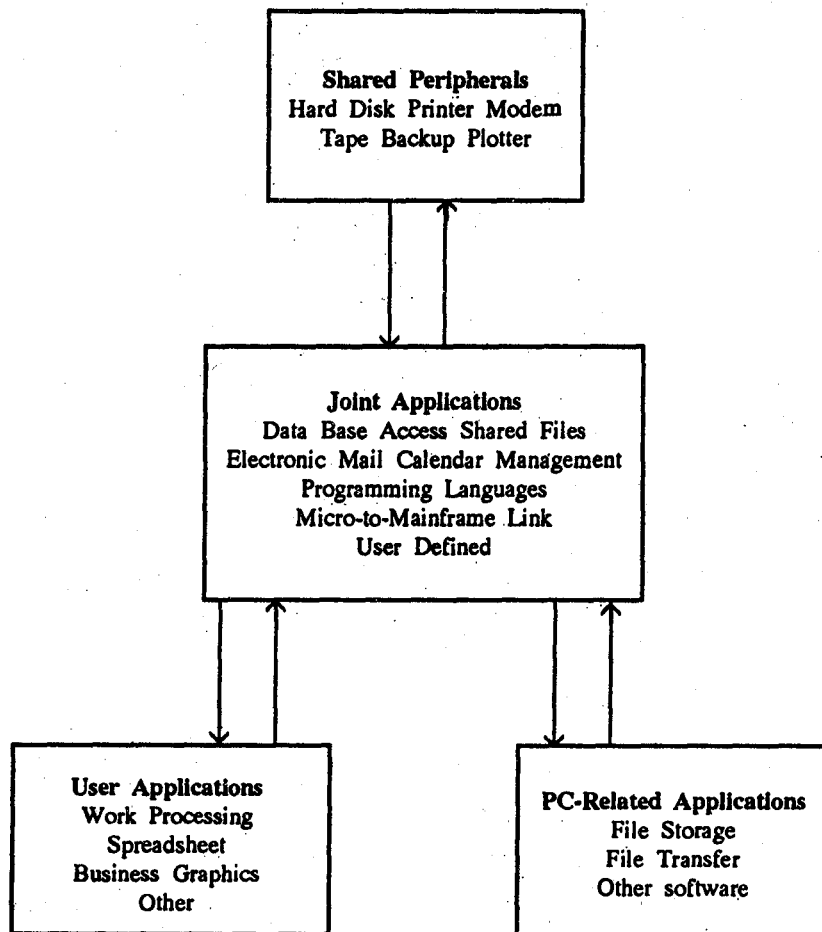 Shared Peripherals
Hard Disk Printer Modem
Tape Backup Plotter
Joint Applications
Data Base Access Shared Files
Electronic Mail Calendar Management
Programming Languages
Micro-to-Mainframe Link
User Defined
User Applications
Work Processing
Spreadsheet
Business Graphics
Other
PC-Related Applications
File Storage
File Transfer
Other software